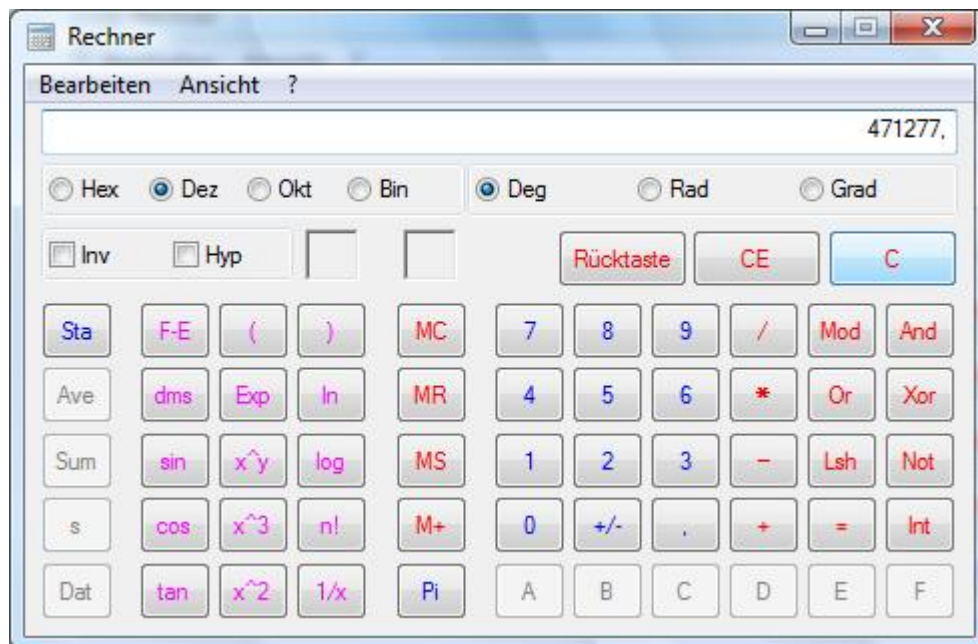 Rechner
Bearbeiten Ansicht ?
471277,
Hex Dez Okt Bin Deg Rad Grad
Inv Hyp Rücktaste CE C
Sta F-E ( ) MC 7 8 9 / Mod And
Ave dms Exp ln MR 4 5 6 * Or Xor
Sum sin x^y log MS 1 2 3 - Lsh Not
s cos x^3 n! M+ 0 +/- , + = Int
Dat tan x^2 1/x Pi A B C D E F